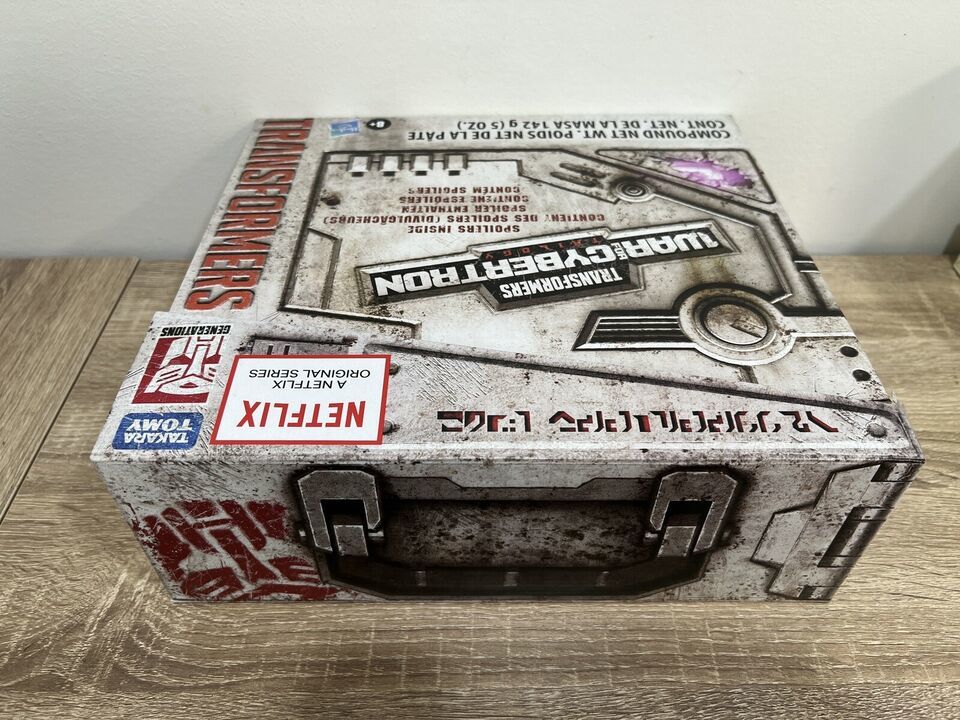 COMPOUND NET WT. POIDS NET DE LA PÂTE
CONT. NET. DE LA MASA 142 g (5 OZ.)
8+
TRANSFORMERS
SPOILERS INSIDE
CONTIENT DES SPOILERS (DIVULGÂCHEURS)
SPOILER ENTHALTEN
CONTIENE ESPÓILERS
CONTÉM SPOILERS
TRANSFORMERS
WAR FOR CYBERTRON
TRILOGY
GENERATIONS
NETFLIX
A NETFLIX
ORIGINAL SERIES
TAKARA
TOMY